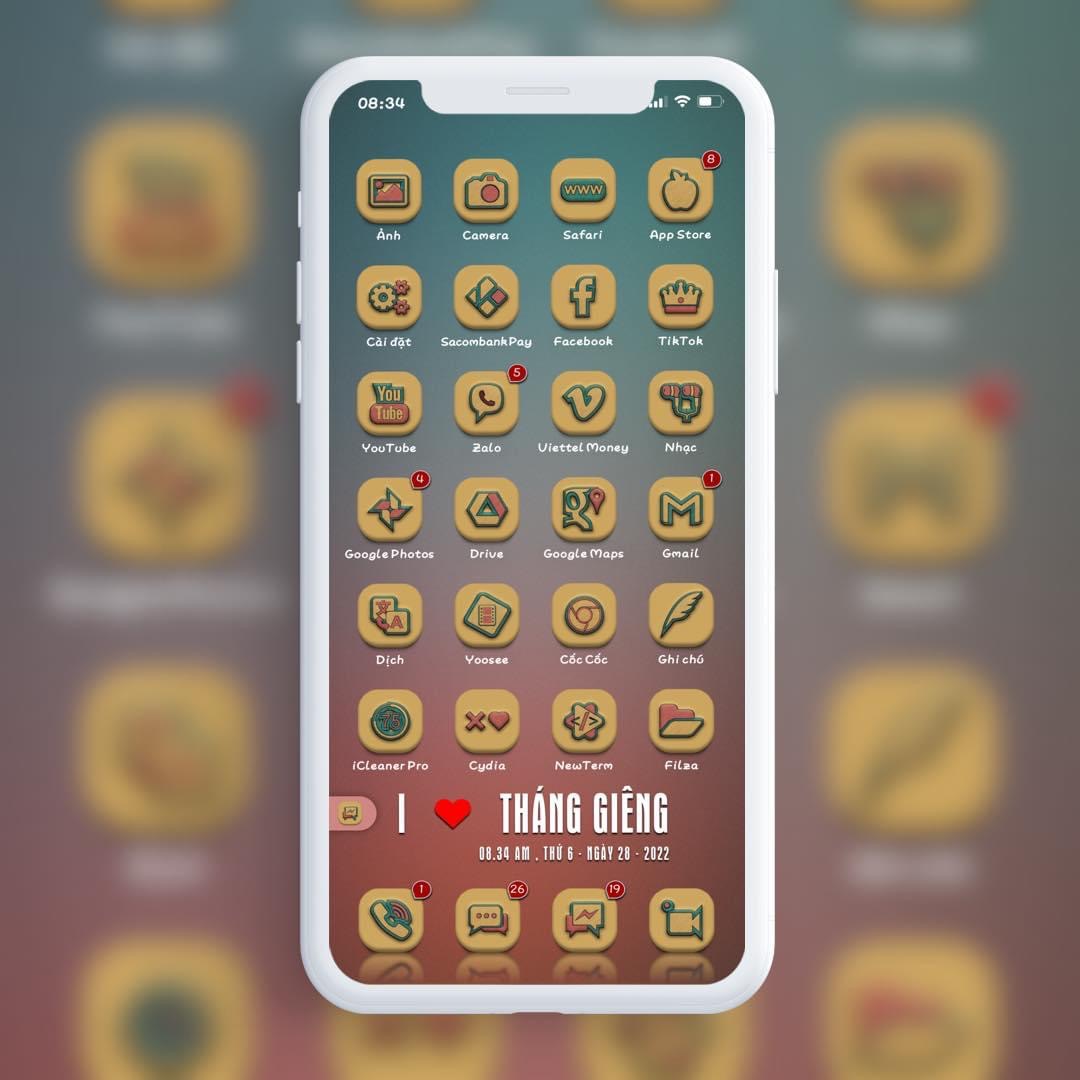 08:34
8
Ảnh Camera Safari App Store
www
Cài đặt SacombankPay Facebook TikTok
You
Tube
5
YouTube Zalo Viettel Money Nhạc
4 1
Google Photos Drive Google Maps Gmail
文 A
Dịch Yoosee Cốc Cốc Ghi chú
75
iCleaner Pro Cydia NewTerm Filza
I ❤ THÁNG GIÊNG
08.34 AM , THỨ 6 - NGÀY 28 - 2022
1 26 19